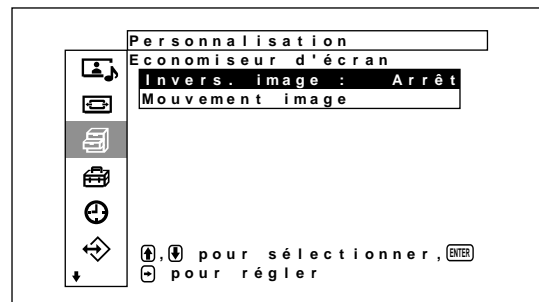 Personnalisation
Economiseur d'écran
Invers. image : Arrêt
Mouvement image
, pour sélectionner, ENTER
pour régler